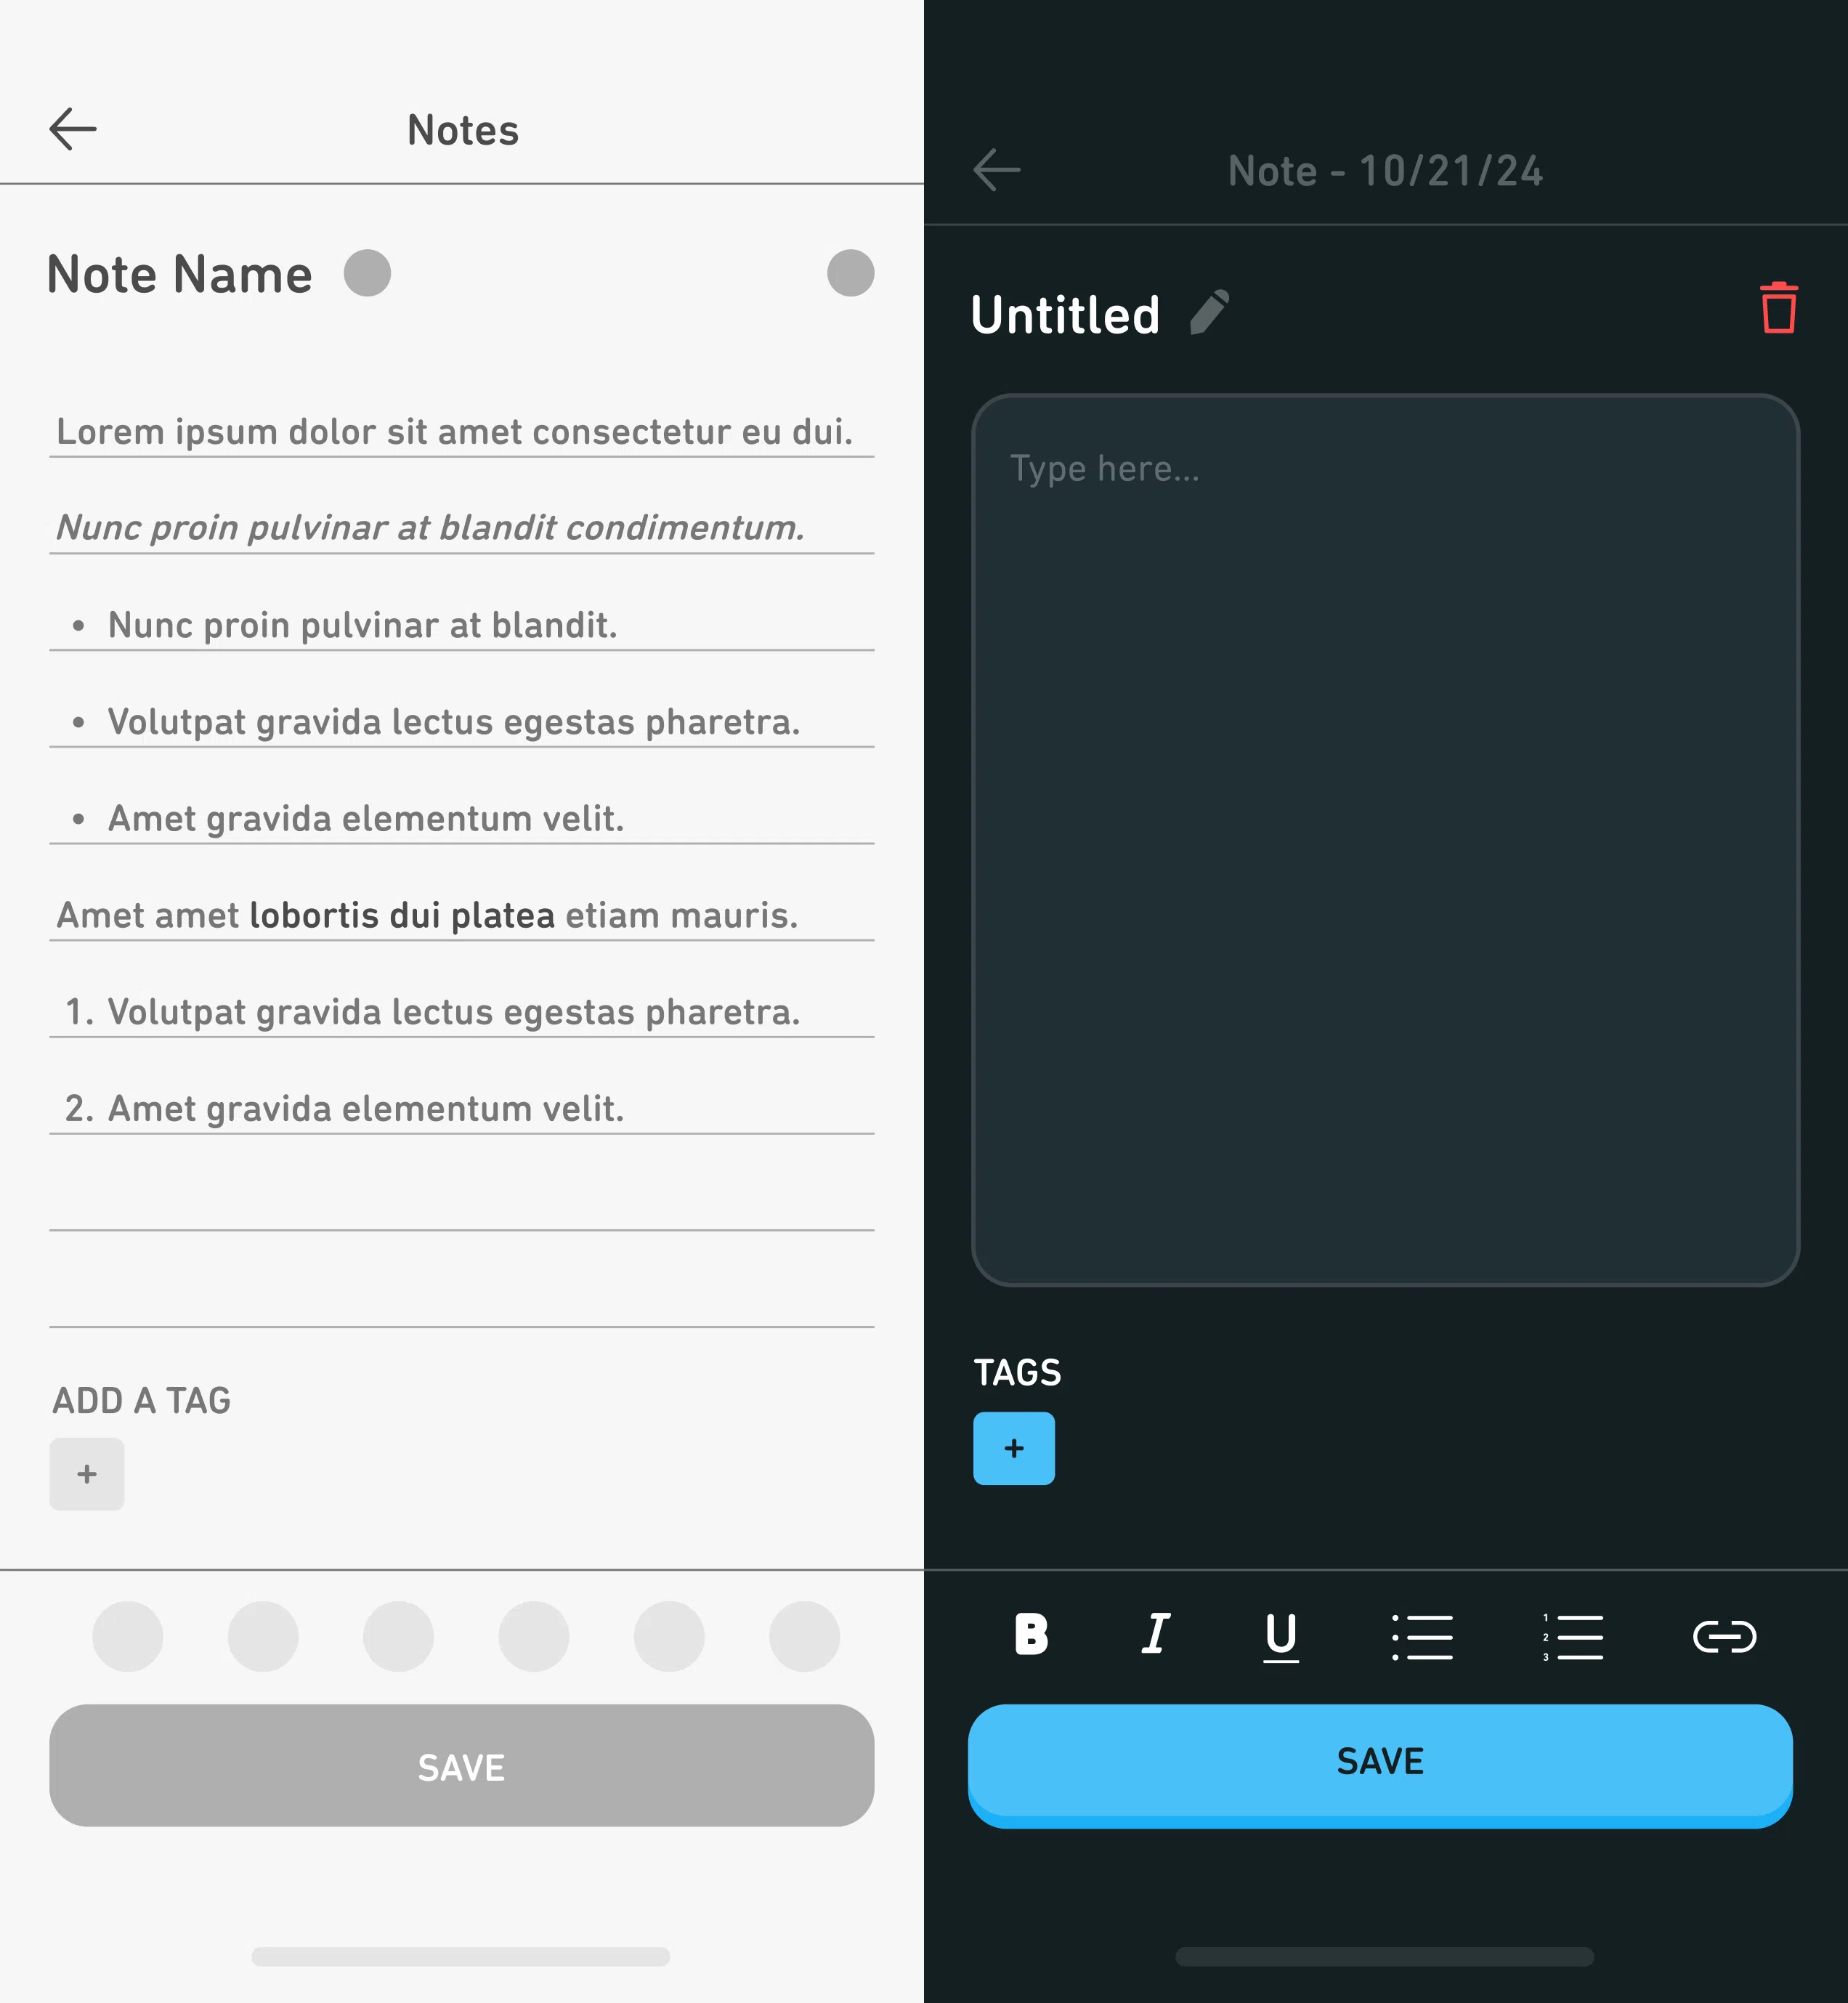 Notes
Note Name
Lorem ipsum dolor sit amet consectetur eu dui.
Nunc proin pulvinar at blandit condimentum.
• Nunc proin pulvinar at blandit.
• Volutpat gravida lectus egestas pharetra.
• Amet gravida elementum velit.
Amet amet lobortis dui platea etiam mauris.
1. Volutpat gravida lectus egestas pharetra.
2. Amet gravida elementum velit.
ADD A TAG
+
SAVE
Note - 10/21/24
Untitled
Type here...
TAGS
+
B I U 1 2 3
SAVE